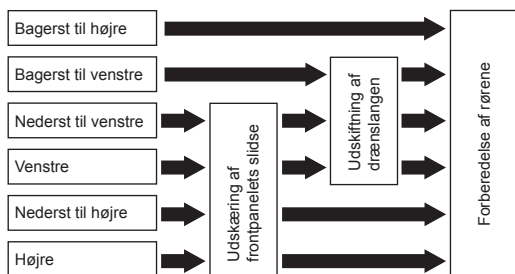 Bagerst til højre
Bagerst til venstre
Nederst til venstre
Venstre
Nederst til højre
Højre
Udskæring af
frontpanelets slidse
Udskiftning af
drænslangen
Forberedelse af rørene